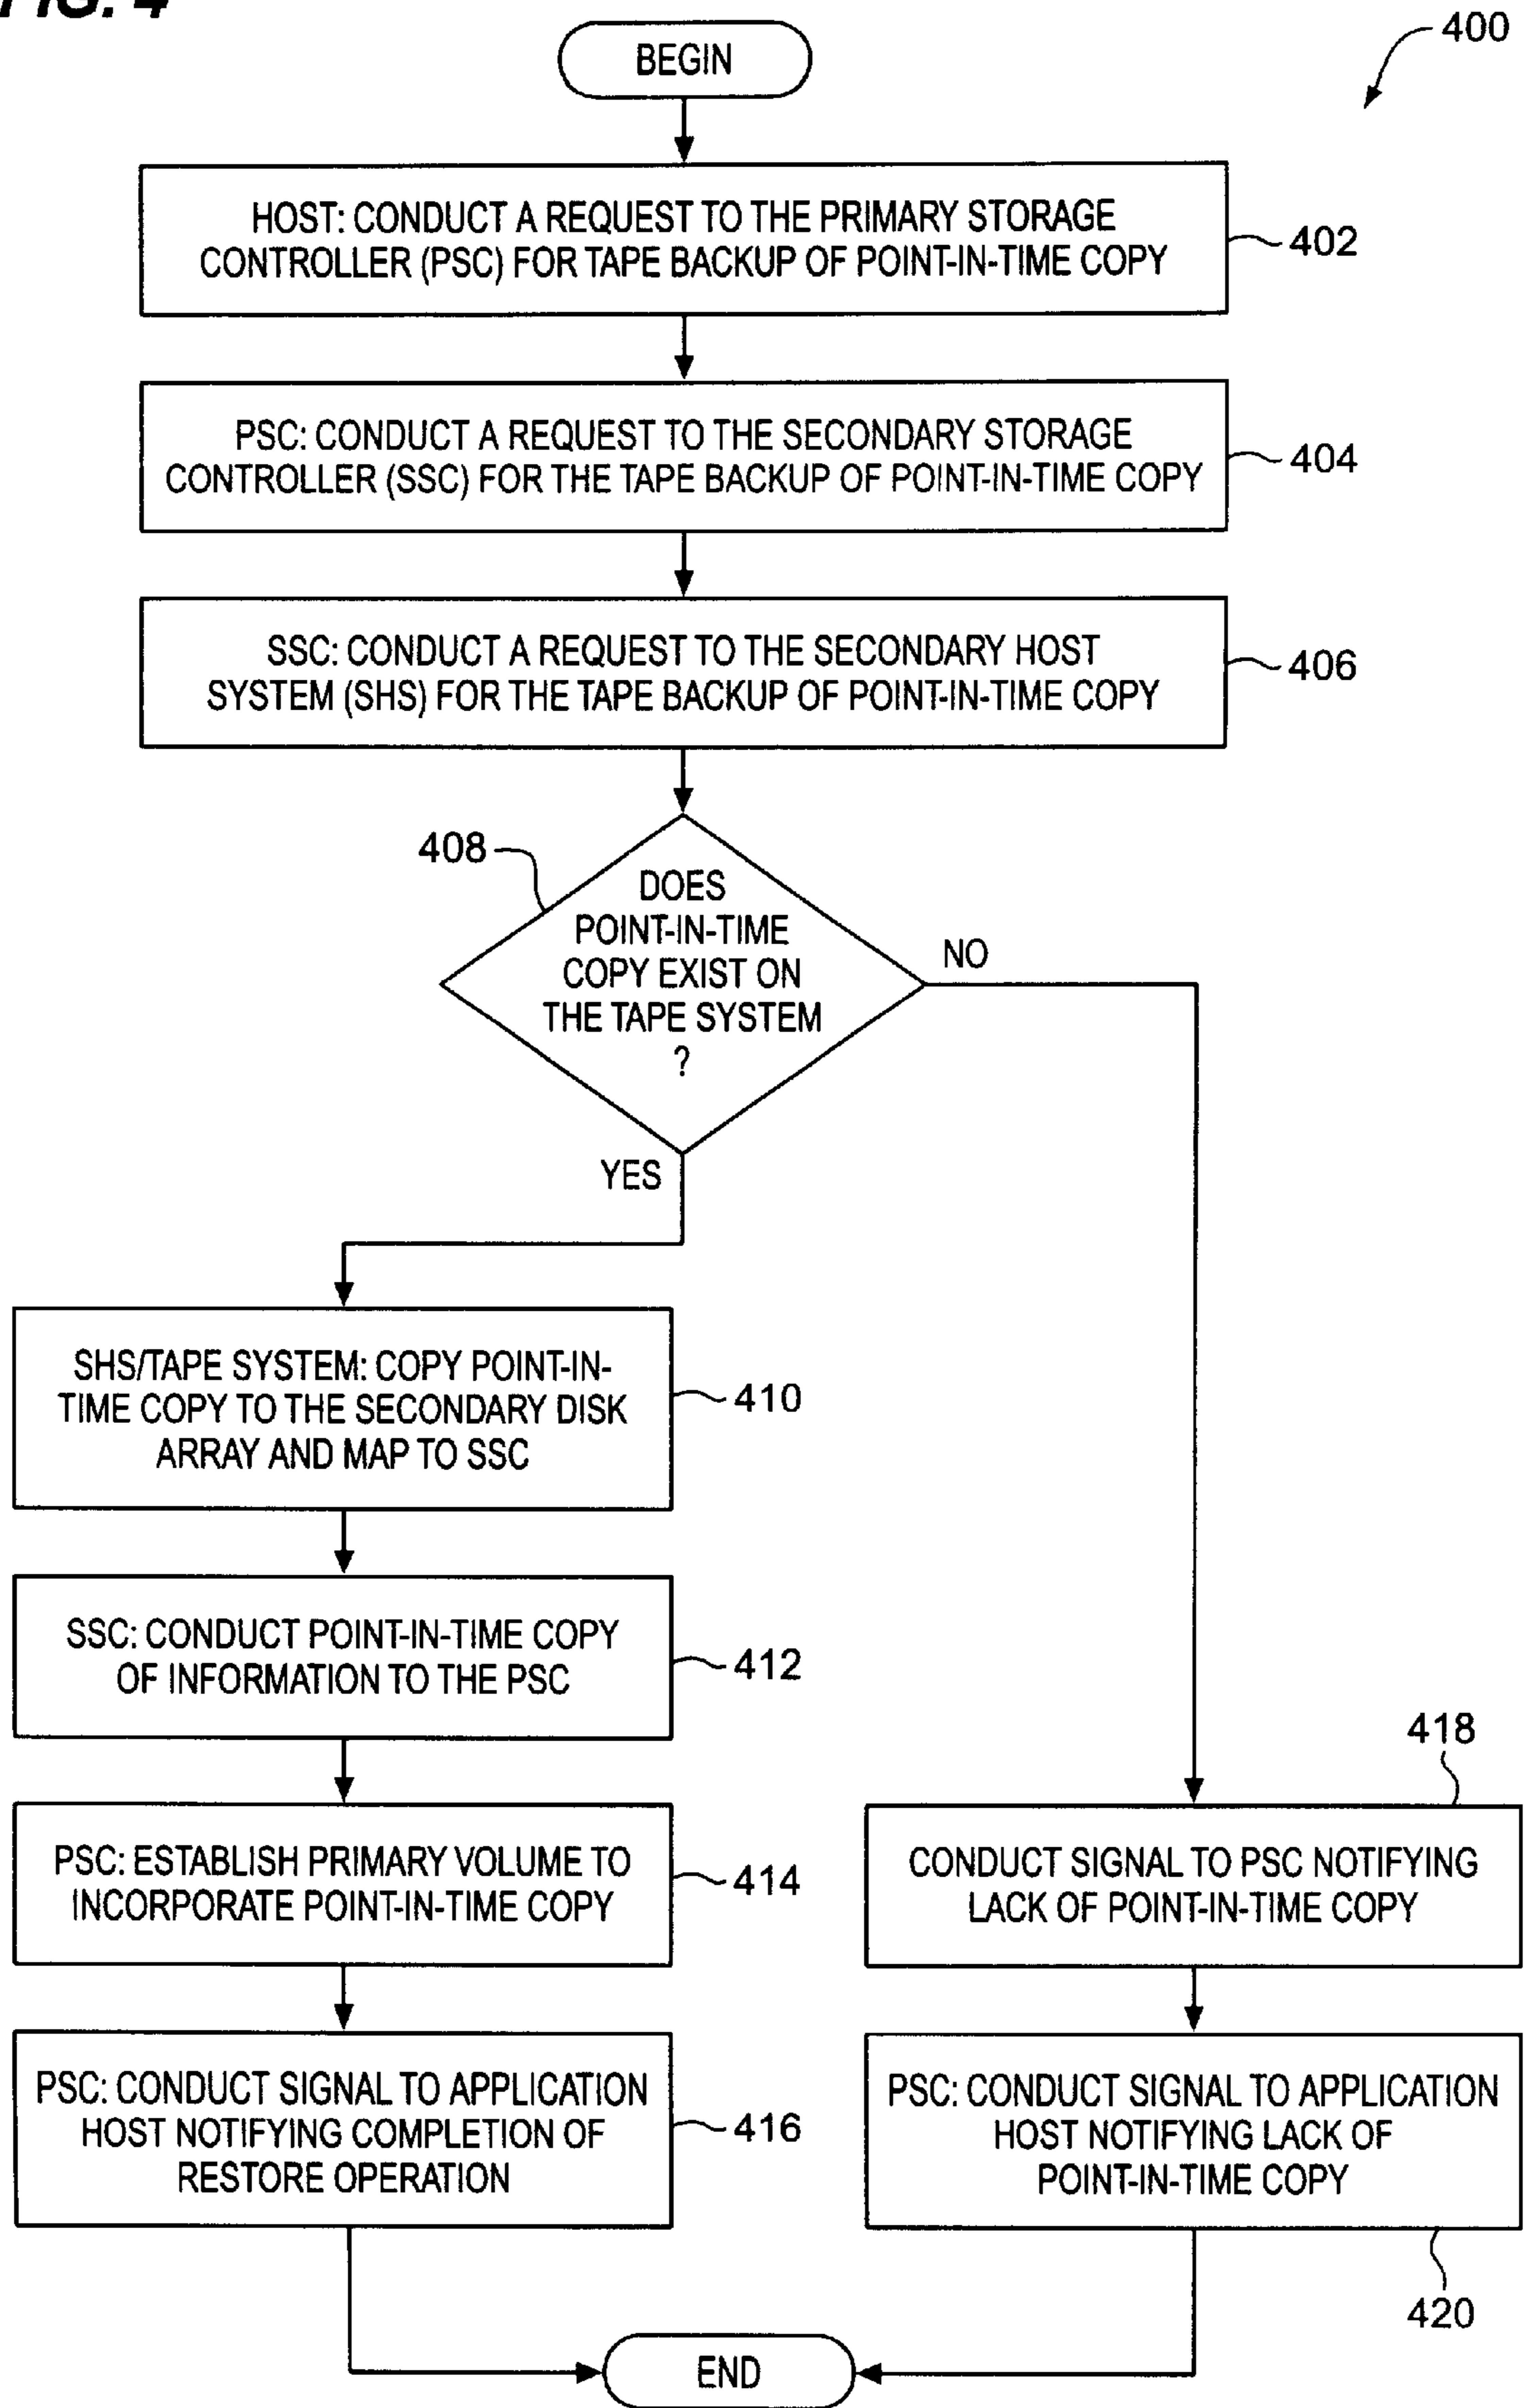 FIG. 4
400
BEGIN
HOST: CONDUCT A REQUEST TO THE PRIMARY STORAGE
CONTROLLER (PSC) FOR TAPE BACKUP OF POINT-IN-TIME COPY
402
PSC: CONDUCT A REQUEST TO THE SECONDARY STORAGE
CONTROLLER (SSC) FOR THE TAPE BACKUP OF POINT-IN-TIME COPY
404
SSC: CONDUCT A REQUEST TO THE SECONDARY HOST
SYSTEM (SHS) FOR THE TAPE BACKUP OF POINT-IN-TIME COPY
406
408
DOES
POINT-IN-TIME
COPY EXIST ON
THE TAPE SYSTEM
?
NO
YES
SHS/TAPE SYSTEM: COPY POINT-IN-
TIME COPY TO THE SECONDARY DISK
ARRAY AND MAP TO SSC
410
SSC: CONDUCT POINT-IN-TIME COPY
OF INFORMATION TO THE PSC
412
PSC: ESTABLISH PRIMARY VOLUME TO
INCORPORATE POINT-IN-TIME COPY
414
PSC: CONDUCT SIGNAL TO APPLICATION
HOST NOTIFYING COMPLETION OF
RESTORE OPERATION
416
418
CONDUCT SIGNAL TO PSC NOTIFYING
LACK OF POINT-IN-TIME COPY
PSC: CONDUCT SIGNAL TO APPLICATION
HOST NOTIFYING LACK OF
POINT-IN-TIME COPY
420
END